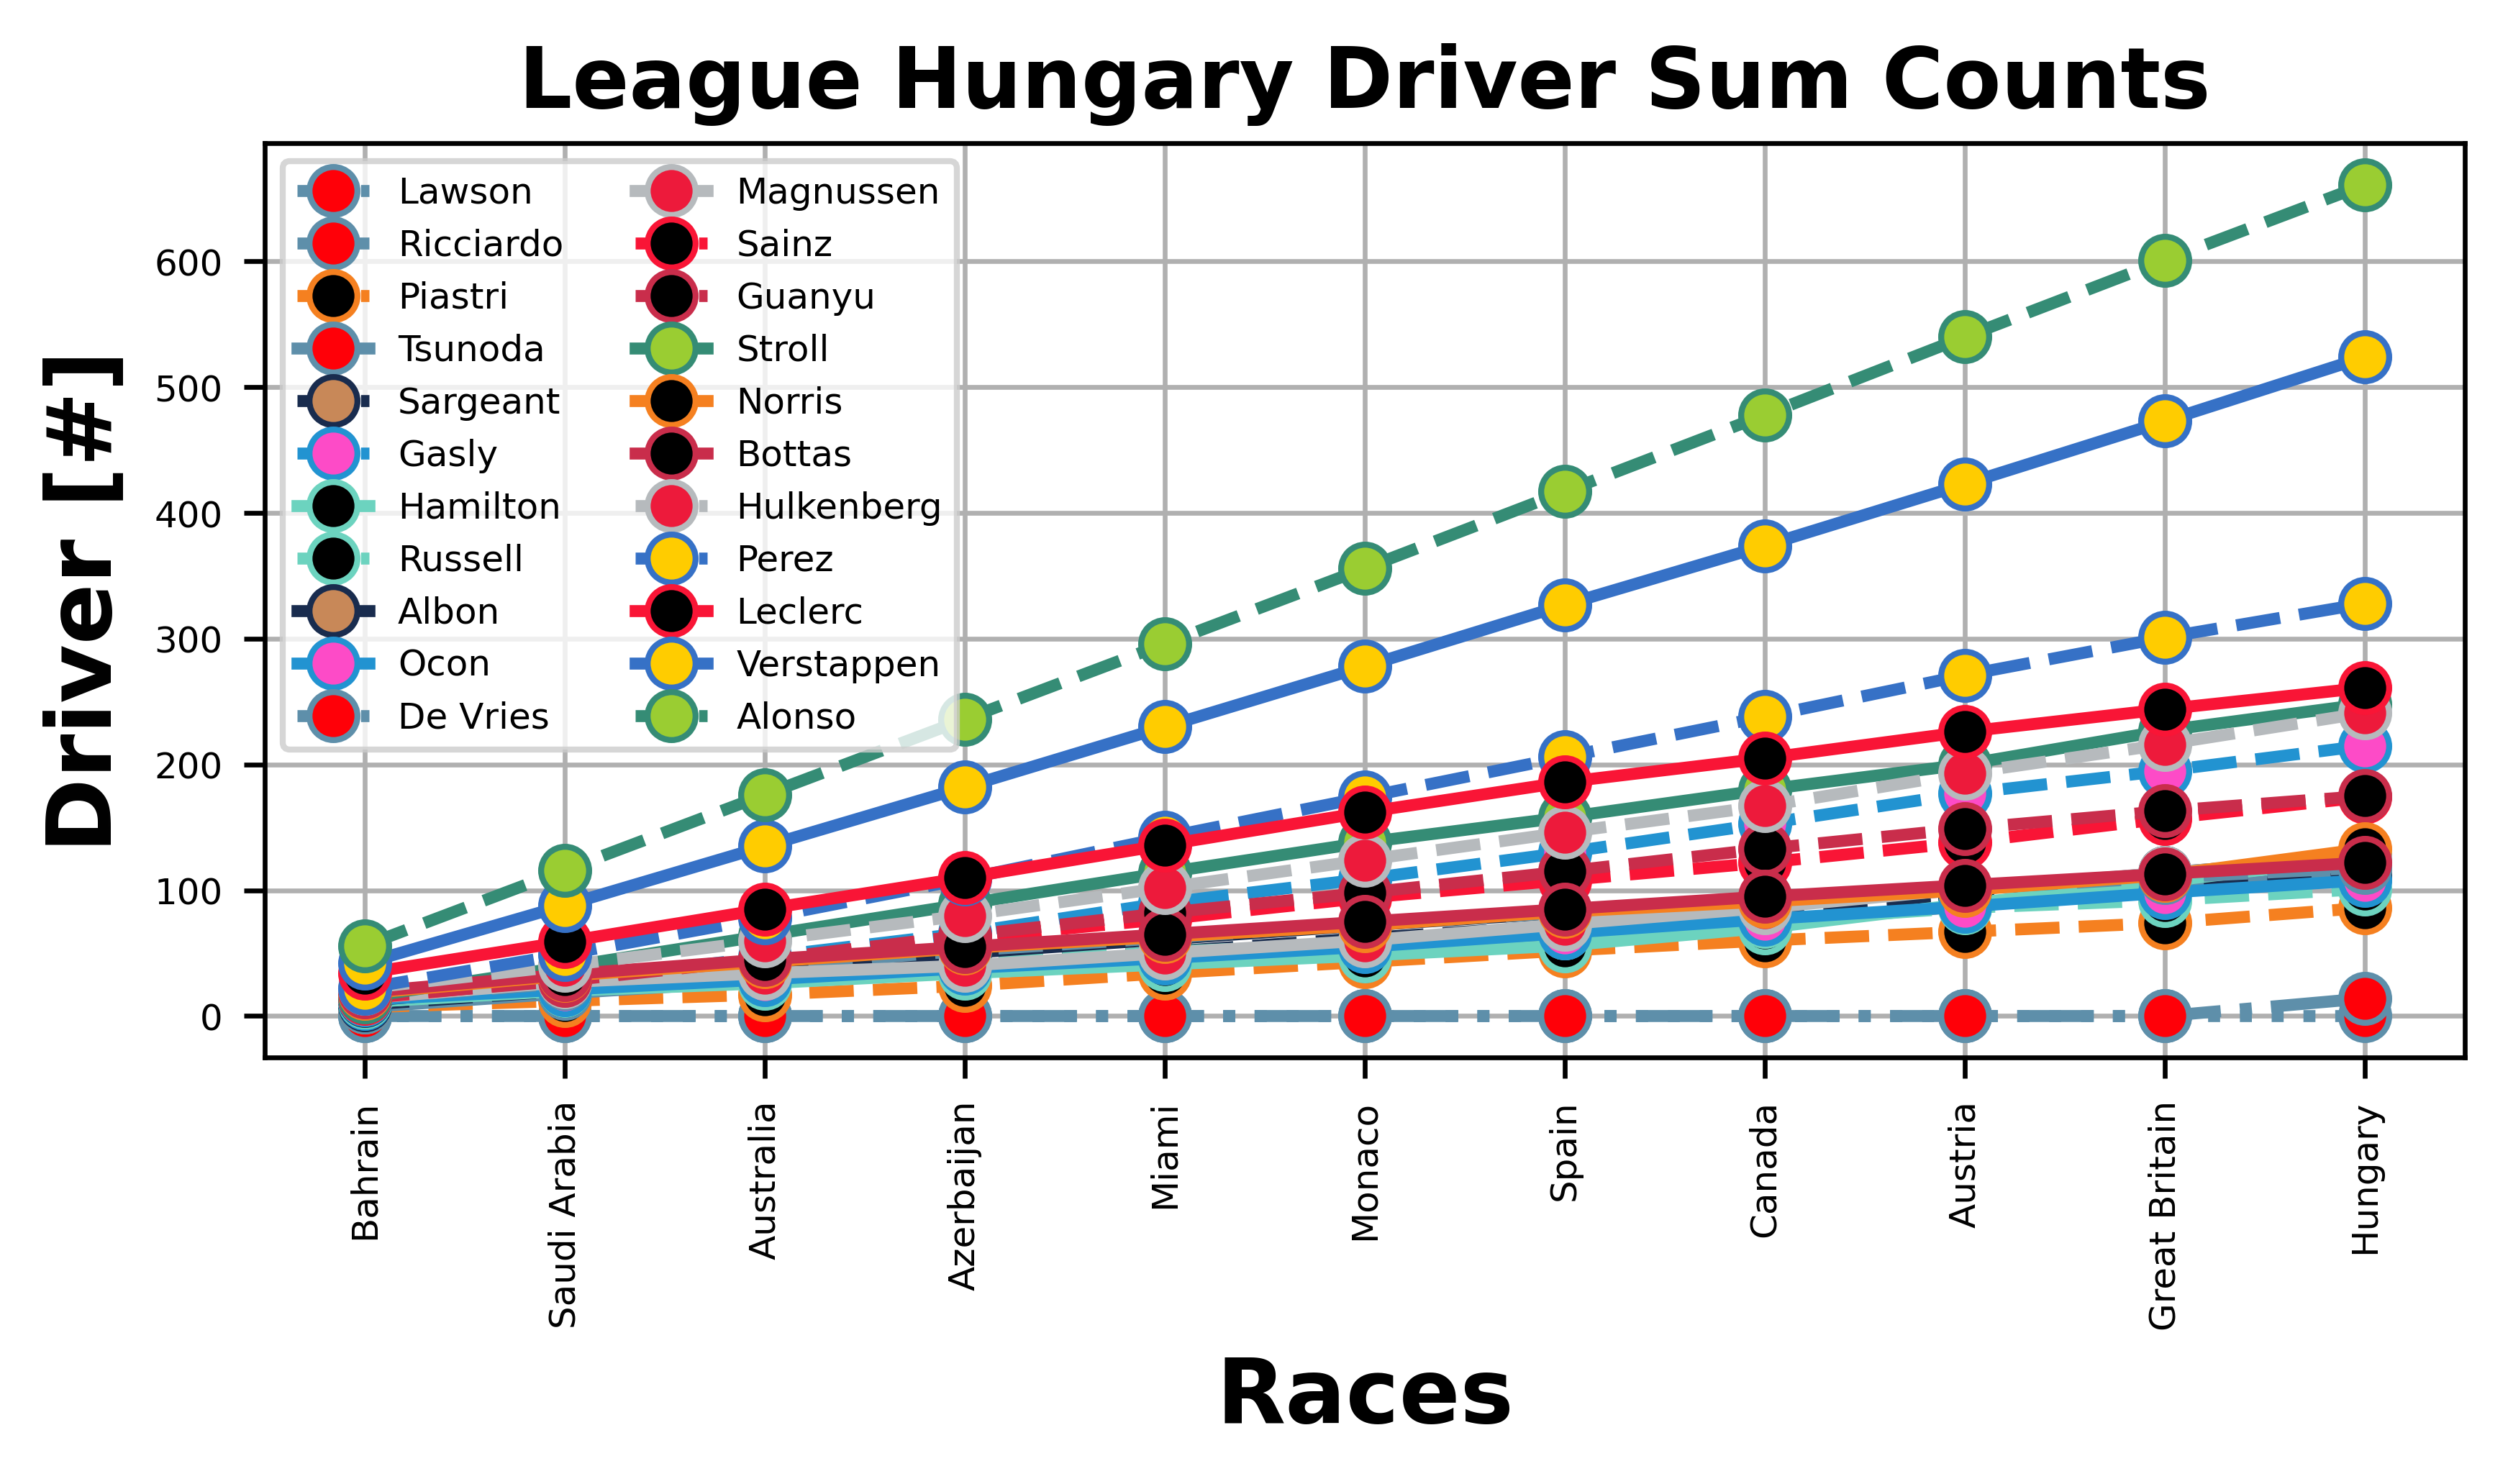 League Hungary Driver Sum Counts
Driver [#]
600
500
400
300
200
100
0
Lawson
Ricciardo
Piastri
Tsunoda
Sargeant
Gasly
Hamilton
Russell
Albon
Ocon
De Vries
Magnussen
Sainz
Guanyu
Stroll
Norris
Bottas
Hulkenberg
Perez
Leclerc
Verstappen
Alonso
Bahrain
Saudi Arabia
Australia
Azerbaijan
Miami
Monaco
Spain
Canada
Austria
Great Britain
Hungary
Races